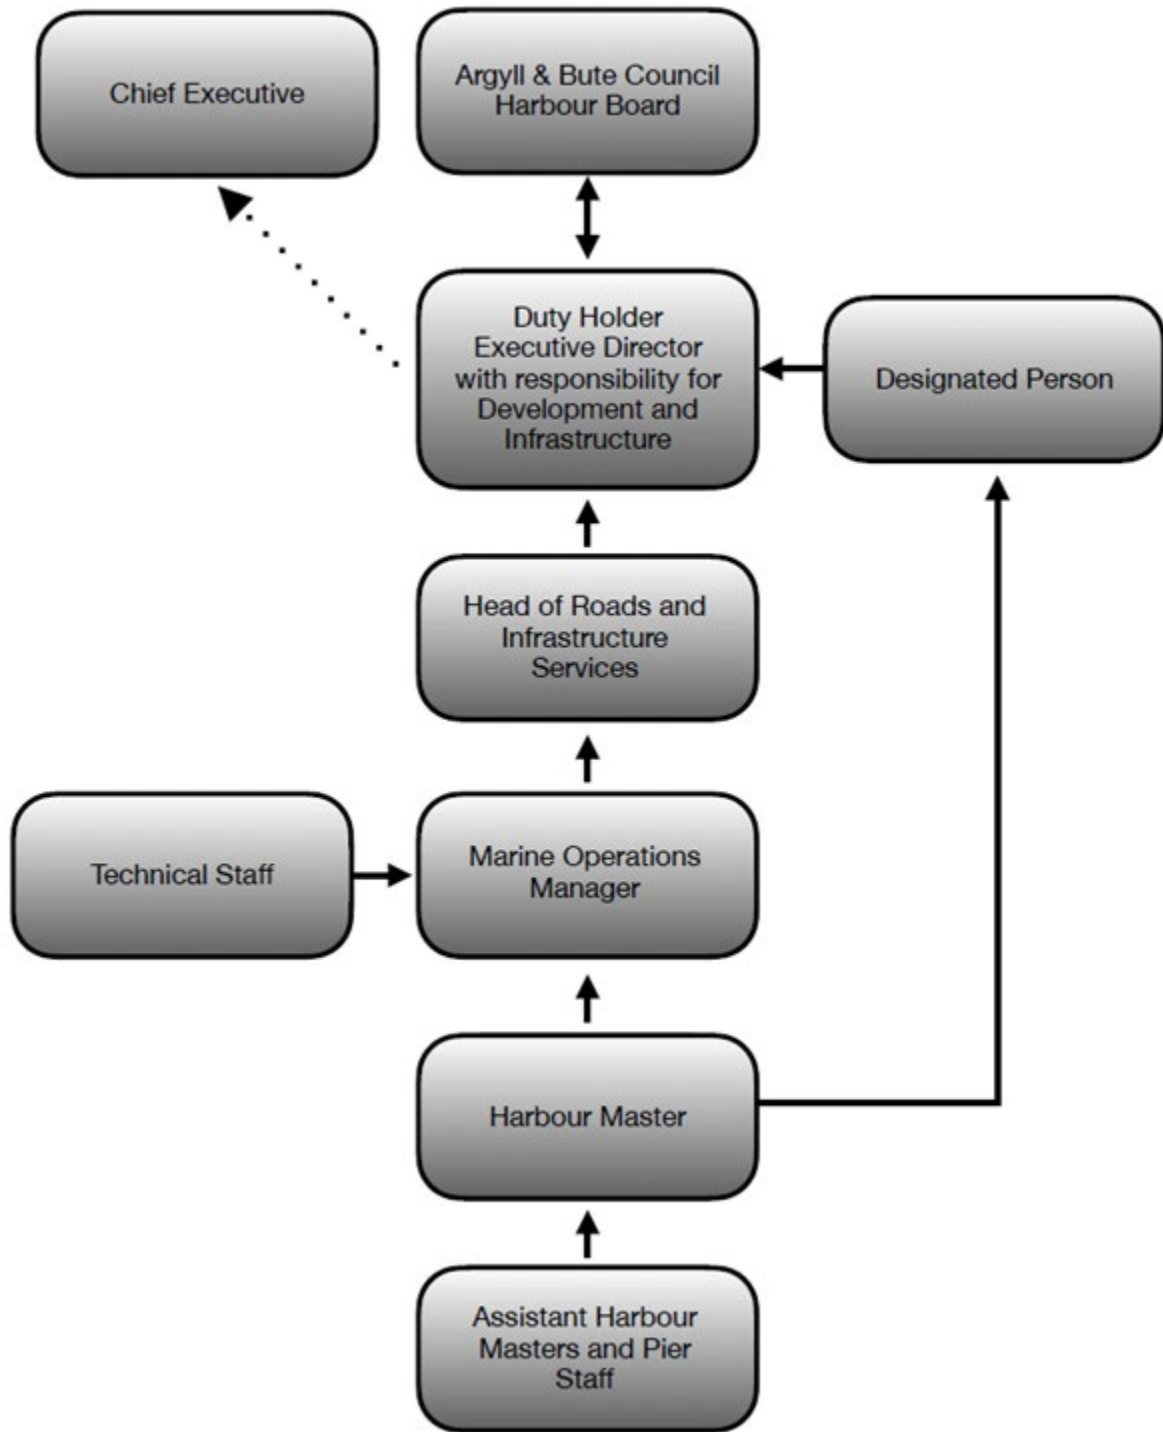 Chief Executive
Argyll & Bute Council
Harbour Board
Duty Holder
Executive Director
with responsibility for
Development and
Infrastructure
Designated Person
Head of Roads and
Infrastructure
Services
Technical Staff
Marine Operations
Manager
Harbour Master
Assistant Harbour
Masters and Pier
Staff